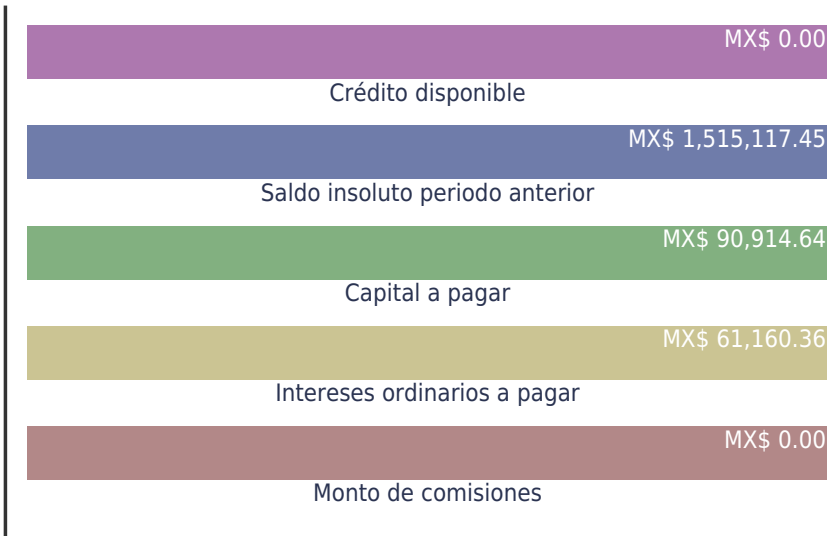 MX$ 0.00
Crédito disponible
MX$ 1,515,117.45
Saldo insoluto periodo anterior
MX$ 90,914.64
Capital a pagar
MX$ 61,160.36
Intereses ordinarios a pagar
MX$ 0.00
Monto de comisiones